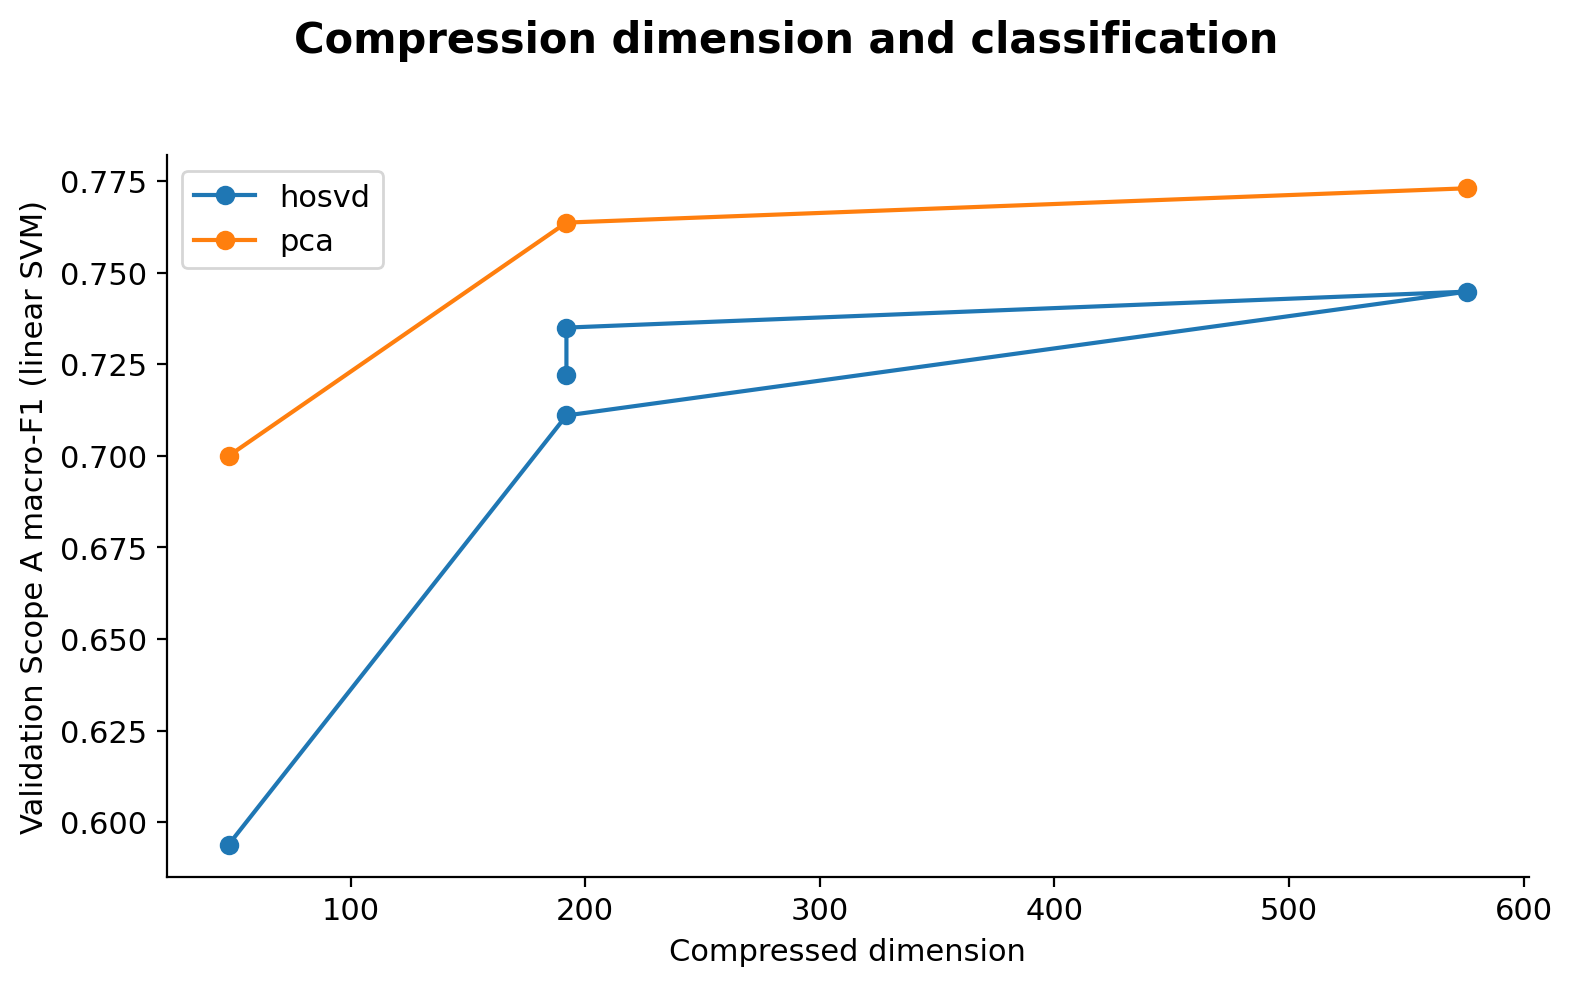 Compression dimension and classification
hosvd
pca
Validation Scope A macro-F1 (linear SVM)
0.775
0.750
0.725
0.700
0.675
0.650
0.625
0.600
100 200 300 400 500 600
Compressed dimension